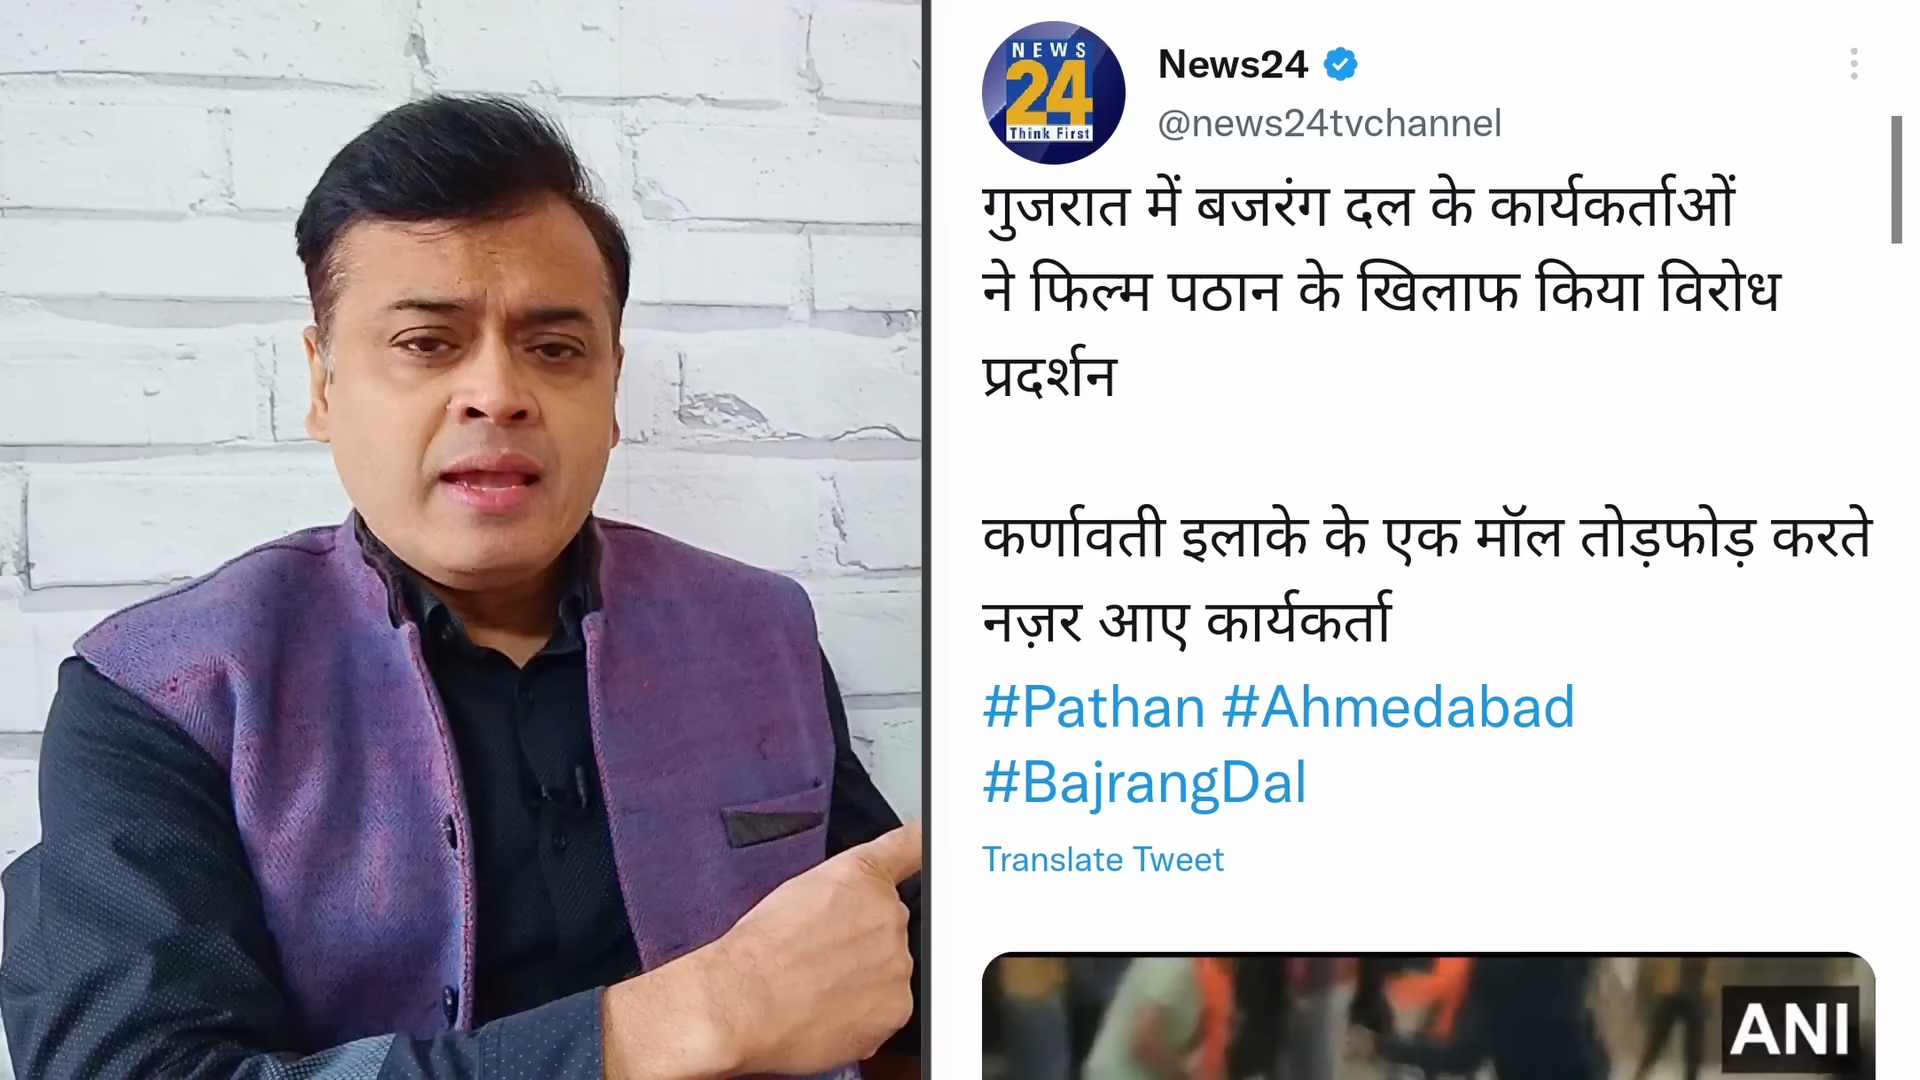 NEWS
24
Think First
News24
@news24tvchannel
गुजरात में बजरंग दल के कार्यकर्ताओं
ने फिल्म पठान के खिलाफ किया विरोध
प्रदर्शन
कर्णावती इलाके के एक मॉल तोड़फोड़ करते
नज़र आए कार्यकर्ता
#Pathan #Ahmedabad
#BajrangDal
Translate Tweet
ANI